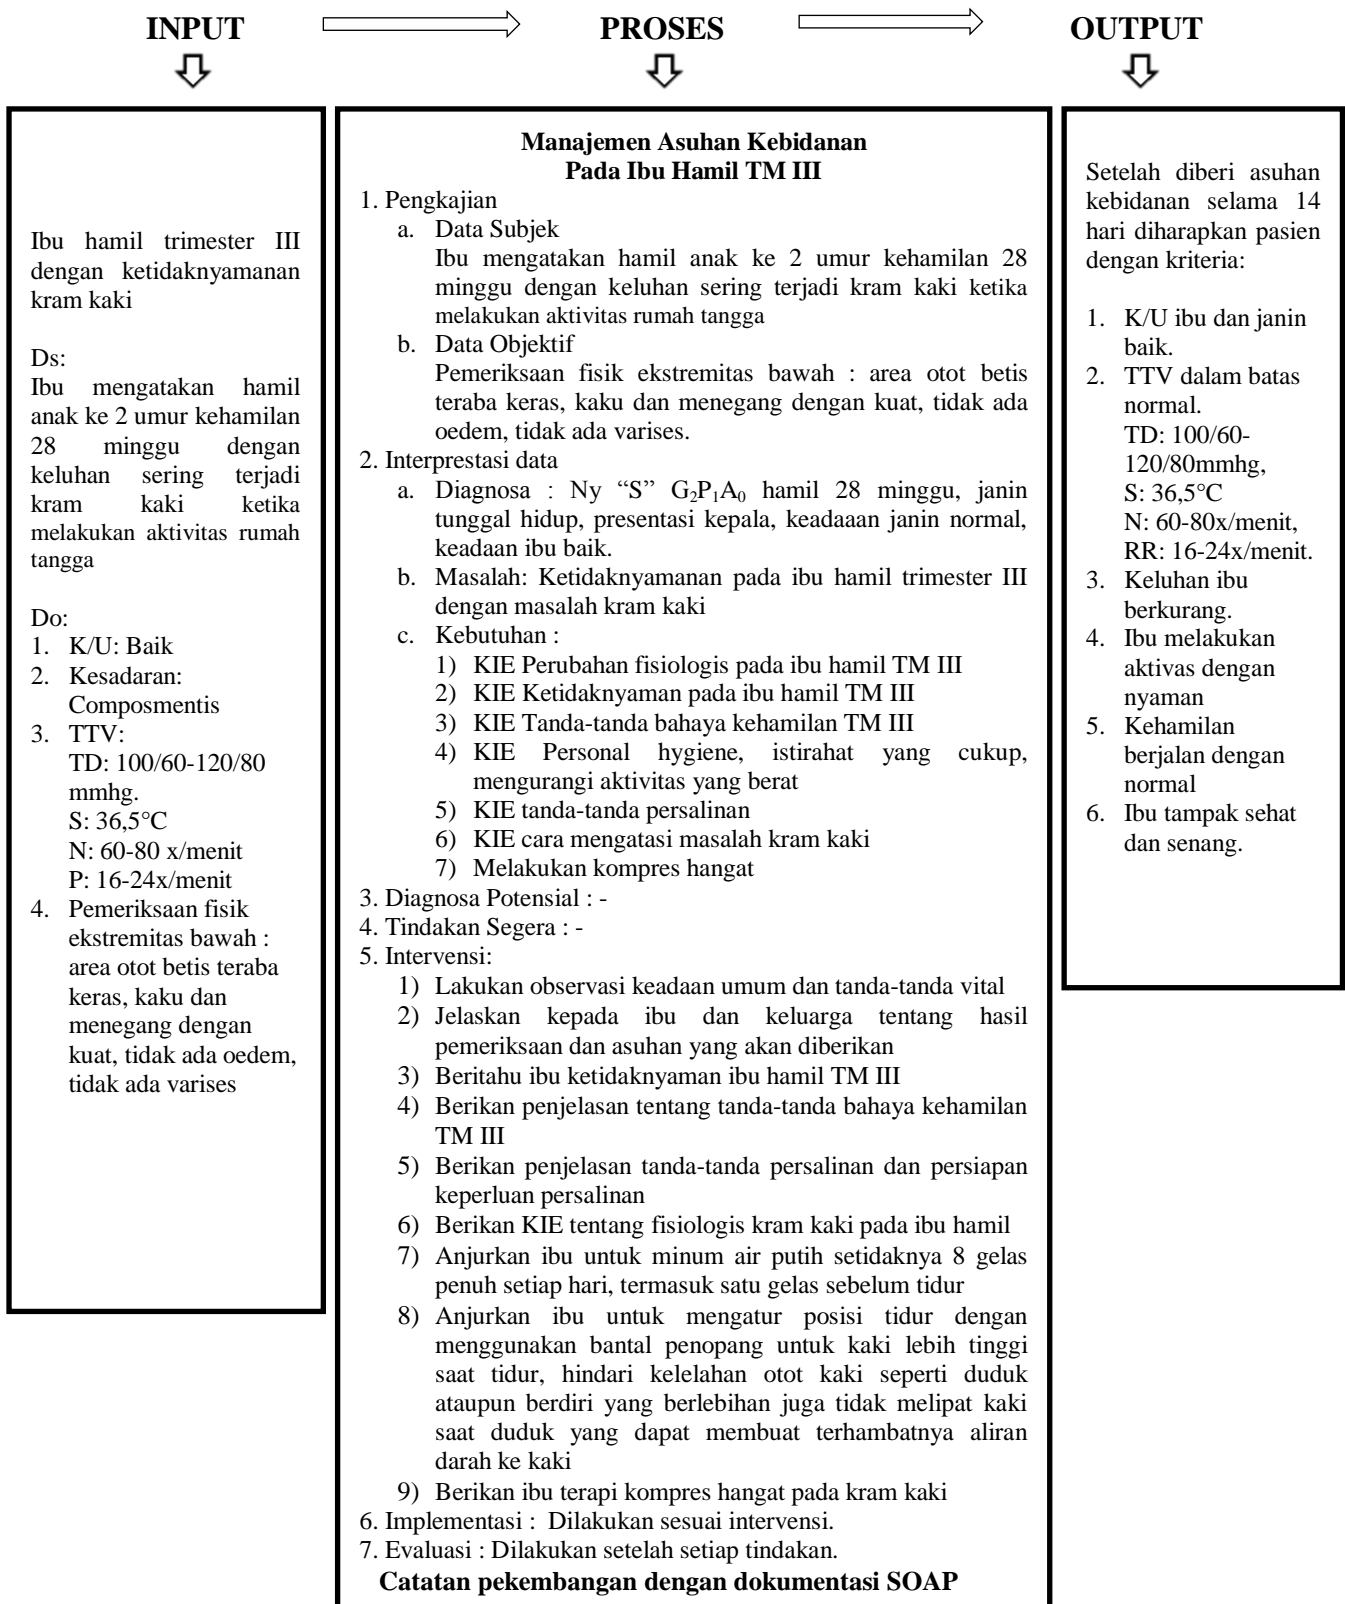 INPUT
PROSES
OUTPUT
Ibu hamil trimester III
dengan ketidaknyamanan
kram kaki
Ds:
Ibu mengatakan hamil
anak ke 2 umur kehamilan
28 minggu dengan
keluhan sering terjadi
kram kaki ketika
melakukan aktivitas rumah
tangga
Do:
1. K/U: Baik
2. Kesadaran:
Composmentis
3. TTV:
TD: 100/60-120/80
mmhg.
S: 36,5°C
N: 60-80 x/menit
P: 16-24x/menit
4. Pemeriksaan fisik
ekstremitas bawah :
area otot betis teraba
keras, kaku dan
menegang dengan
kuat, tidak ada oedem,
tidak ada varises
Manajemen Asuhan Kebidanan
Pada Ibu Hamil TM III
1. Pengkajian
a. Data Subjek
Ibu mengatakan hamil anak ke 2 umur kehamilan 28
minggu dengan keluhan sering terjadi kram kaki ketika
melakukan aktivitas rumah tangga
b. Data Objektif
Pemeriksaan fisik ekstremitas bawah : area otot betis
teraba keras, kaku dan menegang dengan kuat, tidak ada
oedem, tidak ada varises.
2. Interprestasi data
a. Diagnosa : Ny “S” G₂P₁A₀ hamil 28 minggu, janin
tunggal hidup, presentasi kepala, keadaaan janin normal,
keadaan ibu baik.
b. Masalah: Ketidaknyamanan pada ibu hamil trimester III
dengan masalah kram kaki
c. Kebutuhan :
1) KIE Perubahan fisiologis pada ibu hamil TM III
2) KIE Ketidaknyaman pada ibu hamil TM III
3) KIE Tanda-tanda bahaya kehamilan TM III
4) KIE Personal hygiene, istirahat yang cukup,
mengurangi aktivitas yang berat
5) KIE tanda-tanda persalinan
6) KIE cara mengatasi masalah kram kaki
7) Melakukan kompres hangat
3. Diagnosa Potensial : -
4. Tindakan Segera : -
5. Intervensi:
1) Lakukan observasi keadaan umum dan tanda-tanda vital
2) Jelaskan kepada ibu dan keluarga tentang hasil
pemeriksaan dan asuhan yang akan diberikan
3) Beritahu ibu ketidaknyaman ibu hamil TM III
4) Berikan penjelasan tentang tanda-tanda bahaya kehamilan
TM III
5) Berikan penjelasan tanda-tanda persalinan dan persiapan
keperluan persalinan
6) Berikan KIE tentang fisiologis kram kaki pada ibu hamil
7) Anjurkan ibu untuk minum air putih setidaknya 8 gelas
penuh setiap hari, termasuk satu gelas sebelum tidur
8) Anjurkan ibu untuk mengatur posisi tidur dengan
menggunakan bantal penopang untuk kaki lebih tinggi
saat tidur, hindari kelelahan otot kaki seperti duduk
ataupun berdiri yang berlebihan juga tidak melipat kaki
saat duduk yang dapat membuat terhambatnya aliran
darah ke kaki
9) Berikan ibu terapi kompres hangat pada kram kaki
6. Implementasi : Dilakukan sesuai intervensi.
7. Evaluasi : Dilakukan setelah setiap tindakan.
Catatan pekembangan dengan dokumentasi SOAP
Setelah diberi asuhan
kebidanan selama 14
hari diharapkan pasien
dengan kriteria:
1. K/U ibu dan janin
baik.
2. TTV dalam batas
normal.
TD: 100/60-
120/80mmhg,
S: 36,5°C
N: 60-80x/menit,
RR: 16-24x/menit.
3. Keluhan ibu
berkurang.
4. Ibu melakukan
aktivas dengan
nyaman
5. Kehamilan
berjalan dengan
normal
6. Ibu tampak sehat
dan senang.